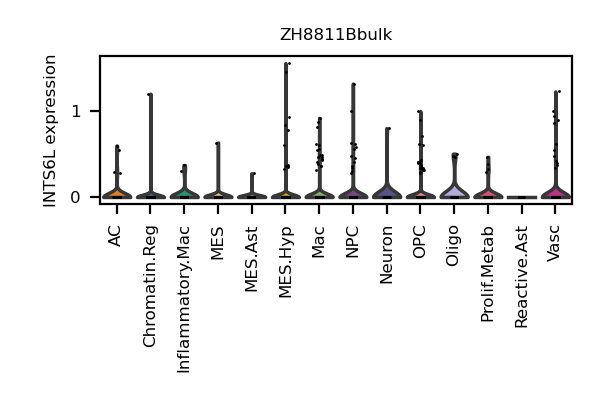 ZH8811Bbulk
INTS6L expression
1
0
AC
Chromatin.Reg
Inflammatory.Mac
MES
MES.Ast
MES.Hyp
Mac
NPC
Neuron
OPC
Oligo
Prolif.Metab
Reactive.Ast
Vasc